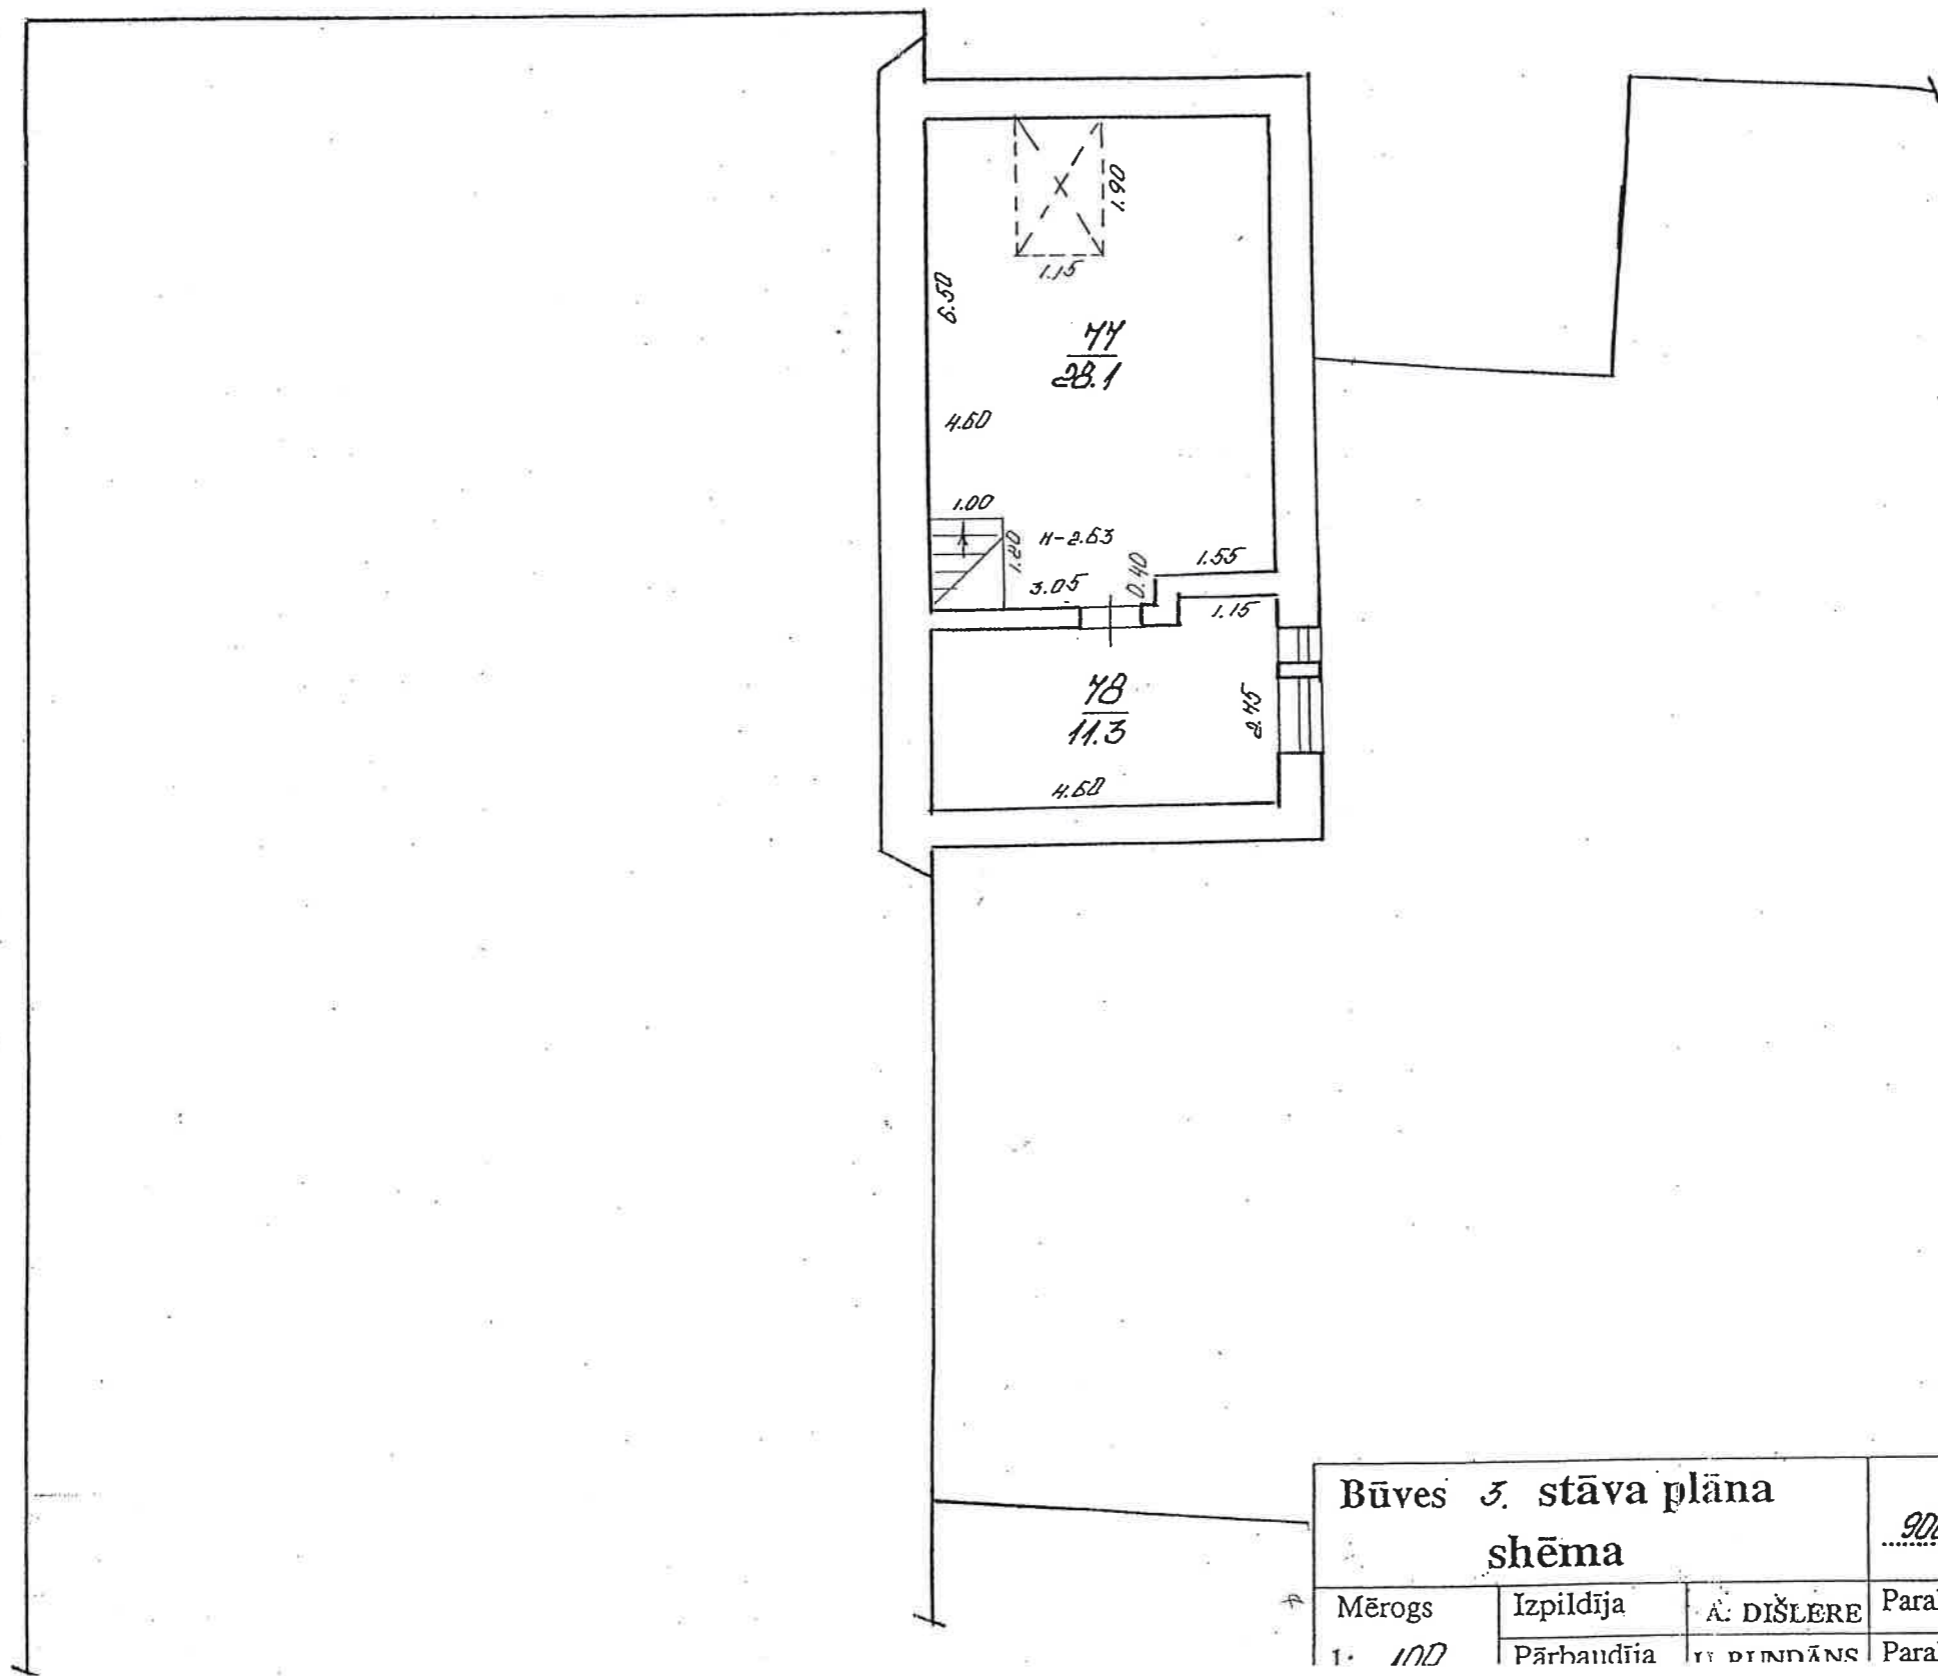 1.90
1.15
6.50
77
28.1
4.60
1.00
1.20
H-2.63
3.05
0.40
1.55
1.15
78
11.3
2.45
4.60
Būves 3. stāva plāna
shēma
Mērogs
1: 100
Izpildīja
A. DIŠLERE
Pārbaudīja
U. RUNDĀNS